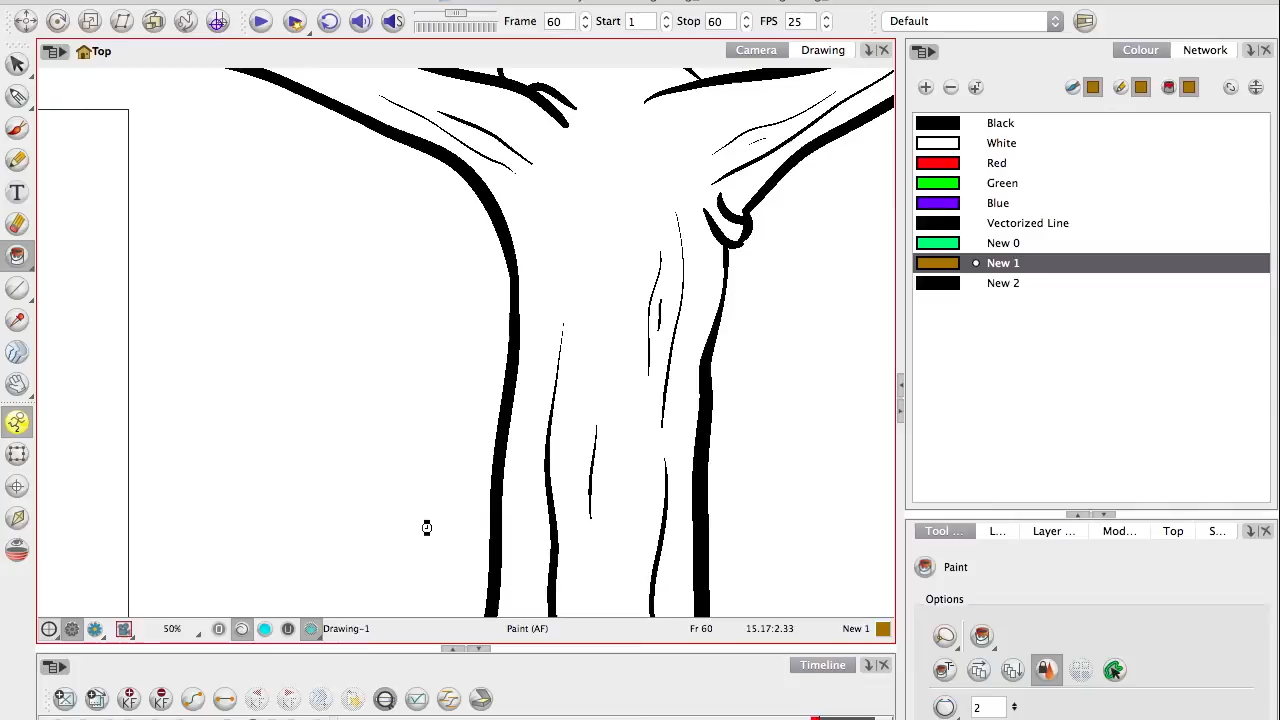 Frame 60 Start 1 Stop 60 FPS 25 Default
Top Camera Drawing Colour Network
Black
White
Red
Green
Blue
Vectorized Line
New 0
New 1
New 2
Tool ... L... Layer ... Mod... Top S...
Paint
Options
50% Drawing-1 Paint (AF) Fr 60 15.17:2.33 New 1
Timeline
KF KF
2